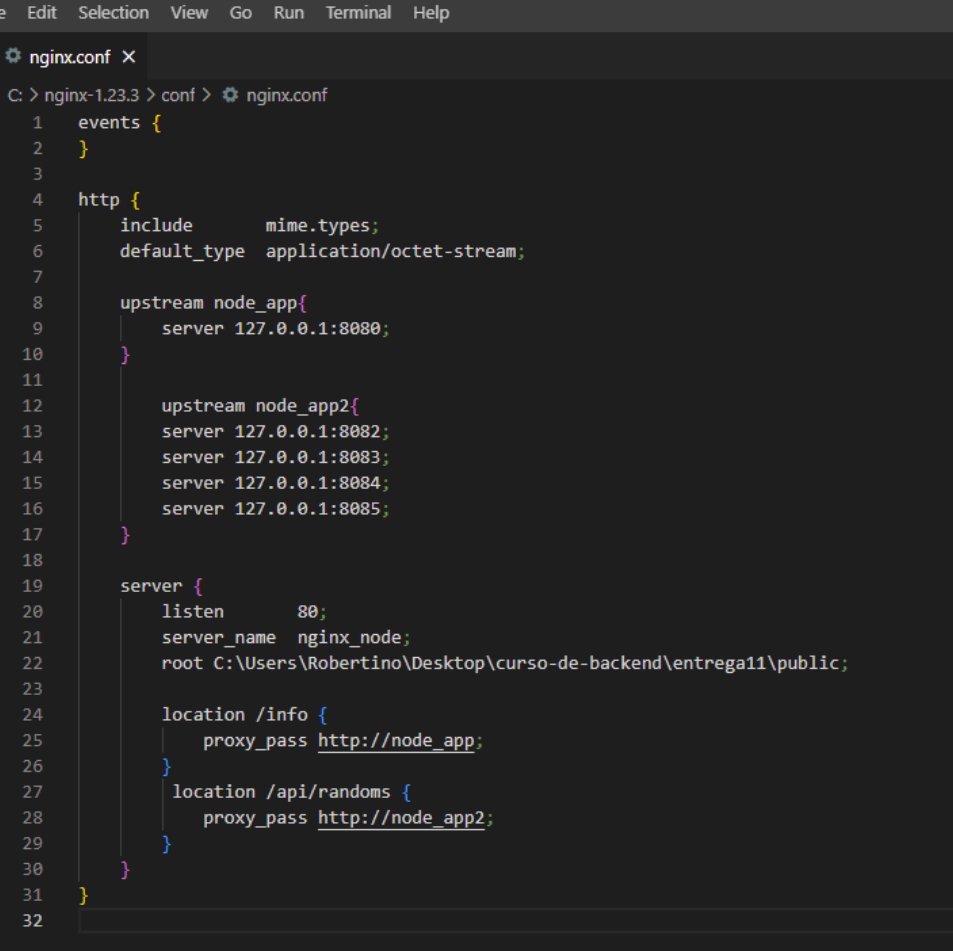 e Edit Selection View Go Run Terminal Help
nginx.conf ×
C: > nginx-1.23.3 > conf > nginx.conf
1 events {
2 }
3
4 http {
5     include       mime.types;
6     default_type  application/octet-stream;
7
8     upstream node_app{
9         server 127.0.0.1:8080;
10     }
11
12         upstream node_app2{
13         server 127.0.0.1:8082;
14         server 127.0.0.1:8083;
15         server 127.0.0.1:8084;
16         server 127.0.0.1:8085;
17     }
18
19     server {
20         listen       80;
21         server_name  nginx_node;
22         root C:\Users\Robertino\Desktop\curso-de-backend\entrega11\public;
23
24         location /info {
25             proxy_pass http://node_app;
26         }
27          location /api/randoms {
28             proxy_pass http://node_app2;
29         }
30     }
31 }
32